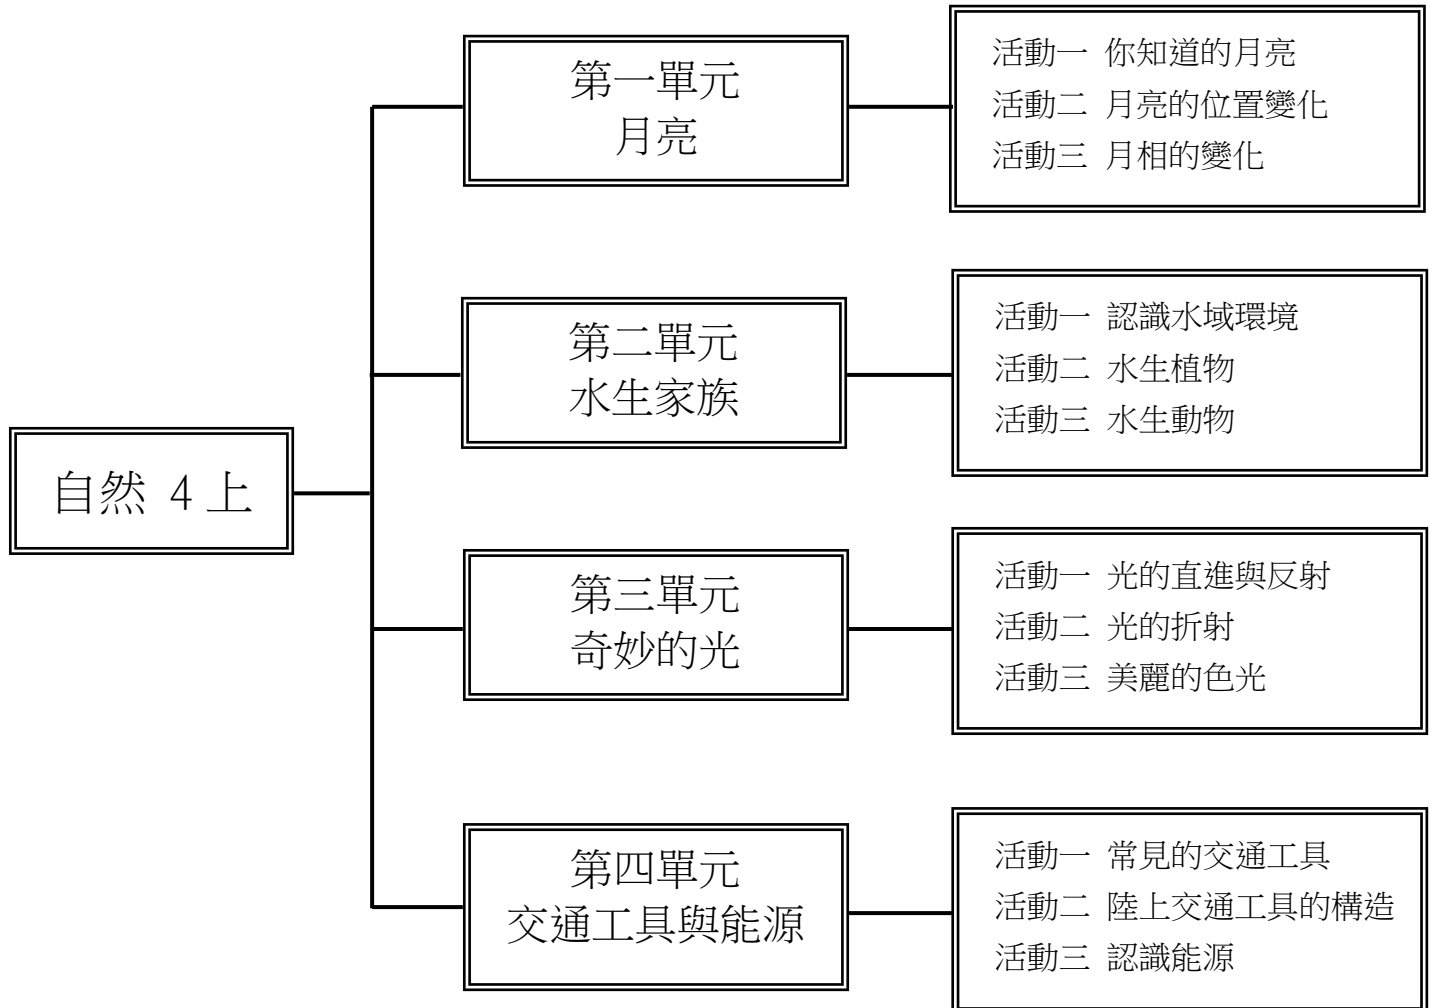 自然 4 上
第一單元
月亮
活動一 你知道的月亮
活動二 月亮的位置變化
活動三 月相的變化
第二單元
水生家族
活動一 認識水域環境
活動二 水生植物
活動三 水生動物
第三單元
奇妙的光
活動一 光的直進與反射
活動二 光的折射
活動三 美麗的色光
第四單元
交通工具與能源
活動一 常見的交通工具
活動二 陸上交通工具的構造
活動三 認識能源